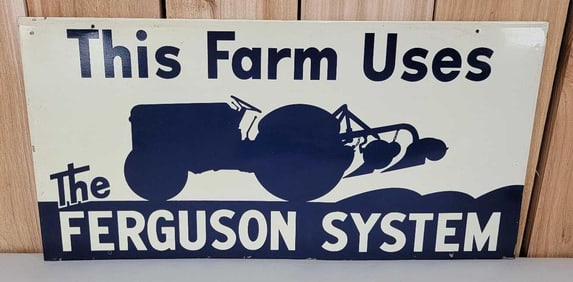 This Farm Uses
The
FERGUSON SYSTEM